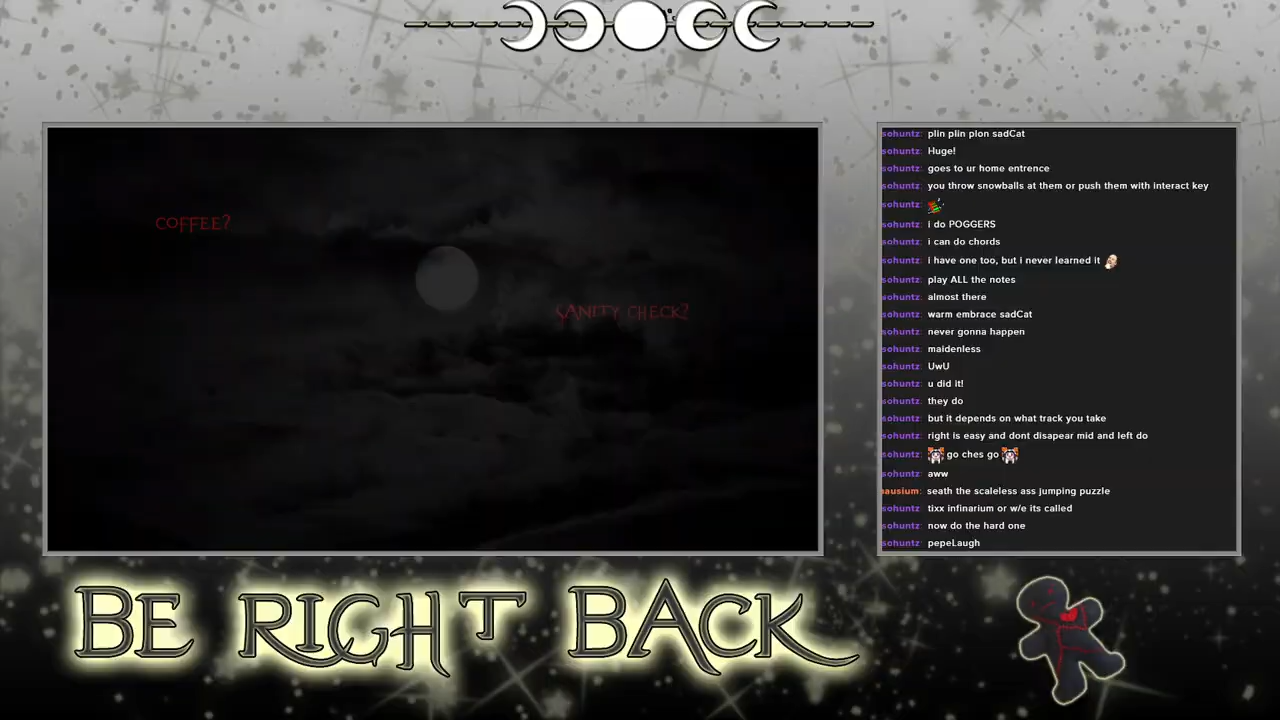 COFFEE?
SANITY CHECK?
sohuntz: plin plin plon sadCat
sohuntz: Huge!
sohuntz: goes to ur home entrence
sohuntz: you throw snowballs at them or push them with interact key
sohuntz:
sohuntz: i do POGGERS
sohuntz: i can do chords
sohuntz: i have one too, but i never learned it
sohuntz: play ALL the notes
sohuntz: almost there
sohuntz: warm embrace sadCat
sohuntz: never gonna happen
sohuntz: maidenless
sohuntz: UwU
sohuntz: u did it!
sohuntz: they do
sohuntz: but it depends on what track you take
sohuntz: right is easy and dont disapear mid and left do
sohuntz: go ches go
sohuntz: aww
nausium: seath the scaleless ass jumping puzzle
sohuntz: tixx infinarium or w/e its called
sohuntz: now do the hard one
sohuntz: pepeLaugh
BE RIGHT BACK